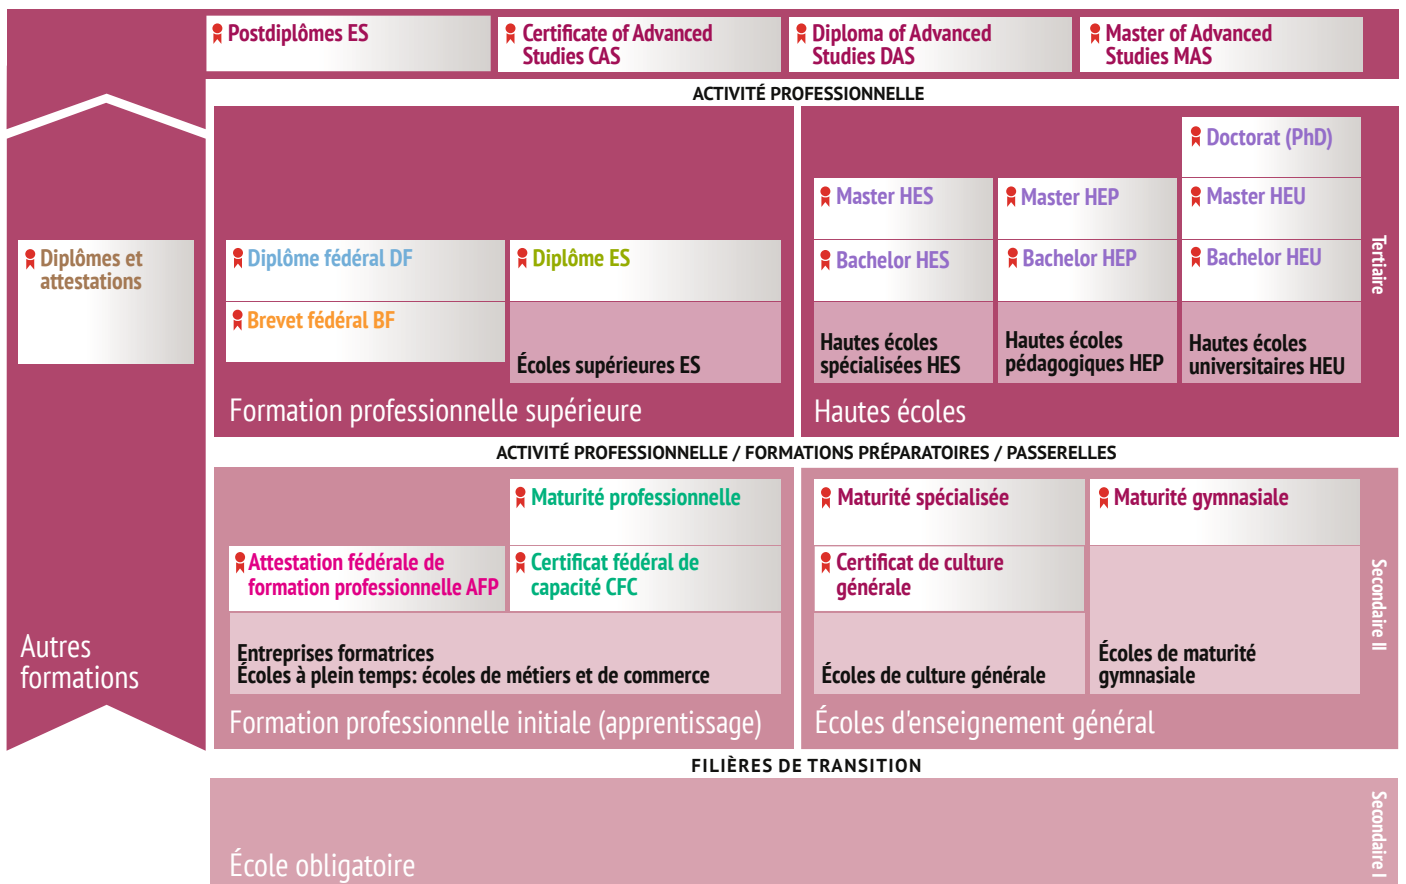 Postdiplômes ES
Certificate of Advanced
Studies CAS
Diploma of Advanced
Studies DAS
Master of Advanced
Studies MAS
ACTIVITÉ PROFESSIONNELLE
Doctorat (PhD)
Master HES
Master HEP
Master HEU
Diplômes et
attestations
Diplôme fédéral DF
Diplôme ES
Bachelor HES
Bachelor HEP
Bachelor HEU
Tertiaire
Brevet fédéral BF
Écoles supérieures ES
Hautes écoles
spécialisées HES
Hautes écoles
pédagogiques HEP
Hautes écoles
universitaires HEU
Formation professionnelle supérieure
Hautes écoles
ACTIVITÉ PROFESSIONNELLE / FORMATIONS PRÉPARATOIRES / PASSERELLES
Maturité professionnelle
Maturité spécialisée
Maturité gymnasiale
Attestation fédérale de
formation professionnelle AFP
Certificat fédéral de
capacité CFC
Certificat de culture
générale
Secondaire II
Autres
formations
Entreprises formatrices
Écoles à plein temps: écoles de métiers et de commerce
Écoles de culture générale
Écoles de maturité
gymnasiale
Formation professionnelle initiale (apprentissage)
Écoles d'enseignement général
FILIÈRES DE TRANSITION
École obligatoire
Secondaire I